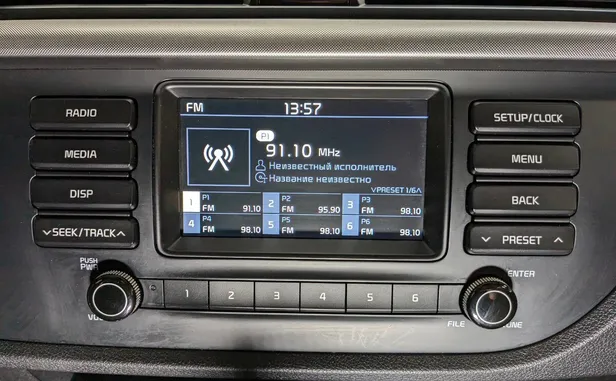 FM 13:57
RADIO
MEDIA
DISP
SEEK/TRACK
PUSH
PWR
P1
91.10 MHz
Неизвестный исполнитель
Название неизвестно
PRESET 1/6
1 P1 FM 91.10
2 P2 FM 95.90
3 P3 FM 98.10
4 P4 FM 98.10
5 P5 FM 98.10
6 P6 FM 98.10
SETUP/CLOCK
MENU
BACK
PRESET
ENTER
1 2 3 4 5 6
FILE